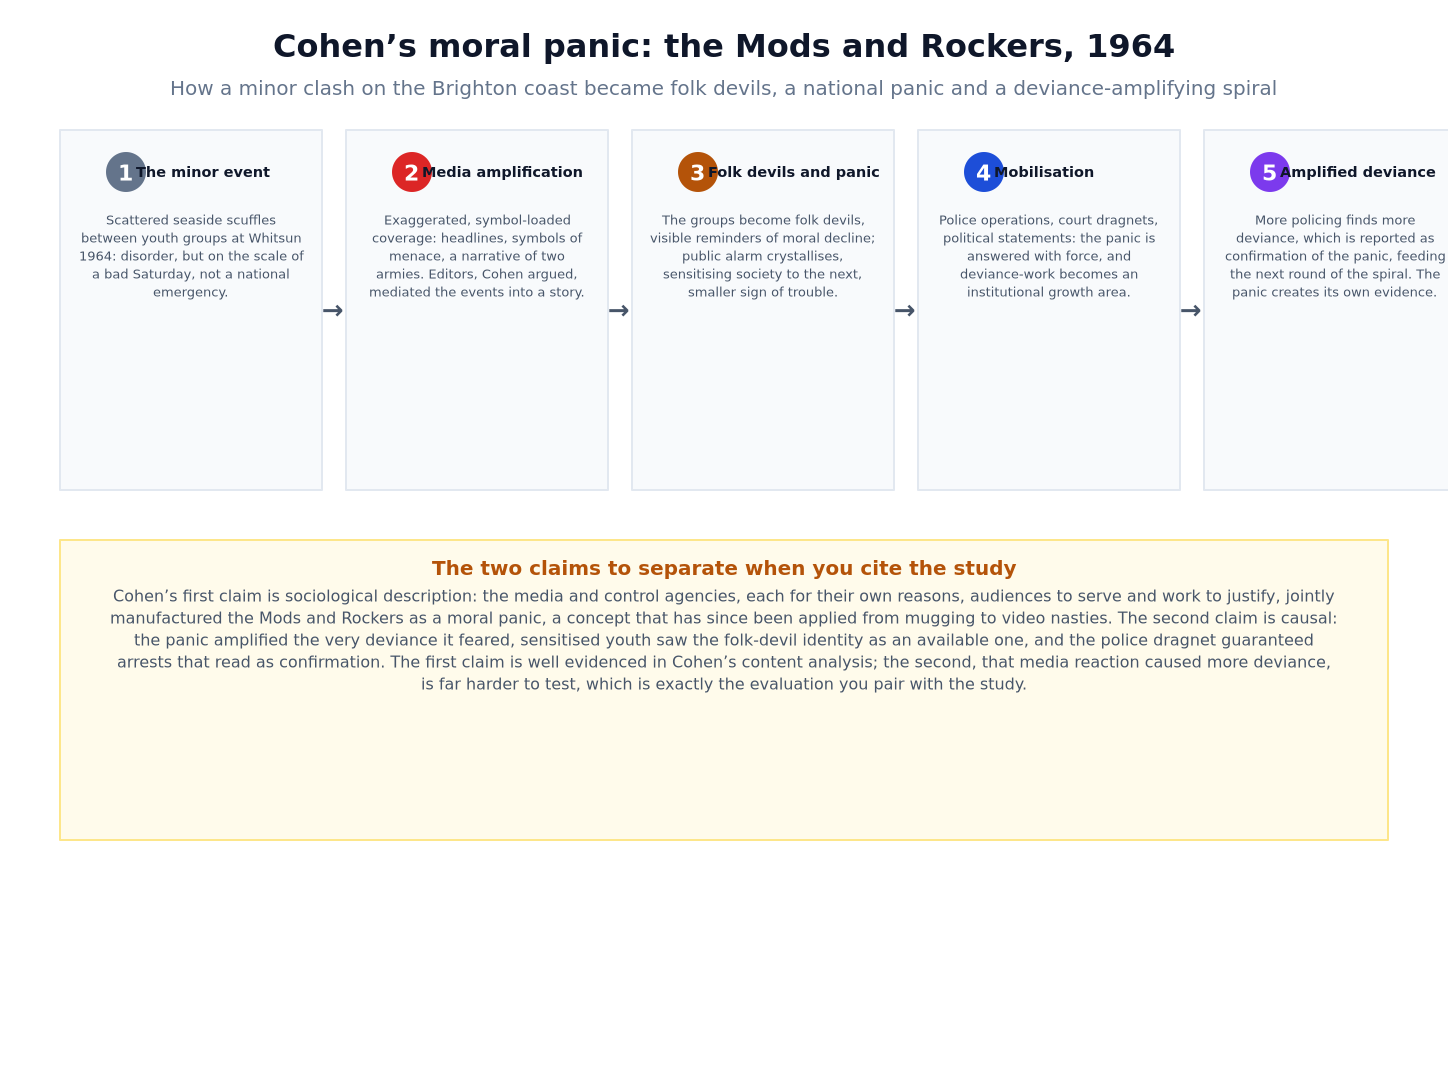 Cohen’s moral panic: the Mods and Rockers, 1964
How a minor clash on the Brighton coast became folk devils, a national panic and a deviance-amplifying spiral
1 The minor event
Scattered seaside scuffles
between youth groups at Whitsun
1964: disorder, but on the scale of
a bad Saturday, not a national
emergency.
→
2 Media amplification
Exaggerated, symbol-loaded
coverage: headlines, symbols of
menace, a narrative of two
armies. Editors, Cohen argued,
mediated the events into a story.
→
3 Folk devils and panic
The groups become folk devils,
visible reminders of moral decline;
public alarm crystallises,
sensitising society to the next,
smaller sign of trouble.
→
4 Mobilisation
Police operations, court dragnets,
political statements: the panic is
answered with force, and
deviance-work becomes an
institutional growth area.
→
5 Amplified deviance
More policing finds more
deviance, which is reported as
confirmation of the panic, feeding
the next round of the spiral. The
panic creates its own evidence.
The two claims to separate when you cite the study
Cohen’s first claim is sociological description: the media and control agencies, each for their own reasons, audiences to serve and work to justify, jointly
manufactured the Mods and Rockers as a moral panic, a concept that has since been applied from mugging to video nasties. The second claim is causal:
the panic amplified the very deviance it feared, sensitised youth saw the folk-devil identity as an available one, and the police dragnet guaranteed
arrests that read as confirmation. The first claim is well evidenced in Cohen’s content analysis; the second, that media reaction caused more deviance,
is far harder to test, which is exactly the evaluation you pair with the study.